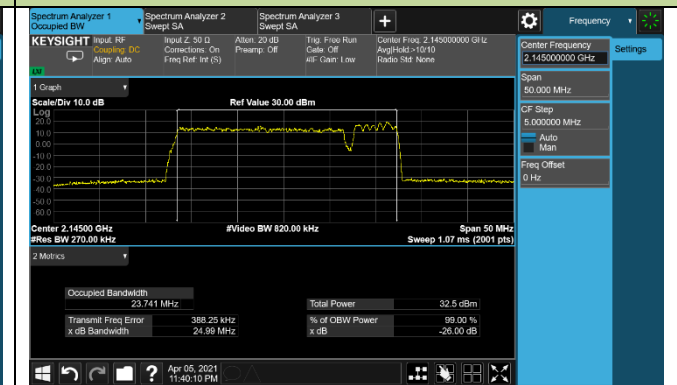 Spectrum Analyzer 1
Occupied BW
Spectrum Analyzer 2
Swept SA
Spectrum Analyzer 3
Swept SA
Frequency
KEYSIGHT
Input: RF
Coupling: DC
Align: Auto
Input Z: 50 Ω
Corrections: On
Freq Ref: Int (S)
Atten: 20 dB
Preamp: Off
Trig: Free Run
Gate: Off
#IF Gain: Low
Center Freq: 2.145000000 GHz
Avg|Hold:>10/10
Radio Std: None
Center Frequency
2.145000000 GHz
Settings
Span
50.000 MHz
CF Step
5.000000 MHz
Auto
Man
Freq Offset
0 Hz
1 Graph
Scale/Div 10.0 dB
Ref Value 30.00 dBm
Log
20.0
10.0
0.00
-10.0
-20.0
-30.0
-40.0
-50.0
-60.0
Center 2.14500 GHz
#Video BW 820.00 kHz
Span 50 MHz
#Res BW 270.00 kHz
Sweep 1.07 ms (2001 pts)
2 Metrics
Occupied Bandwidth
23.741 MHz
Total Power 32.5 dBm
Transmit Freq Error 388.25 kHz
% of OBW Power 99.00 %
x dB Bandwidth 24.99 MHz
x dB -26.00 dB
Apr 05, 2021
11:40:10 PM